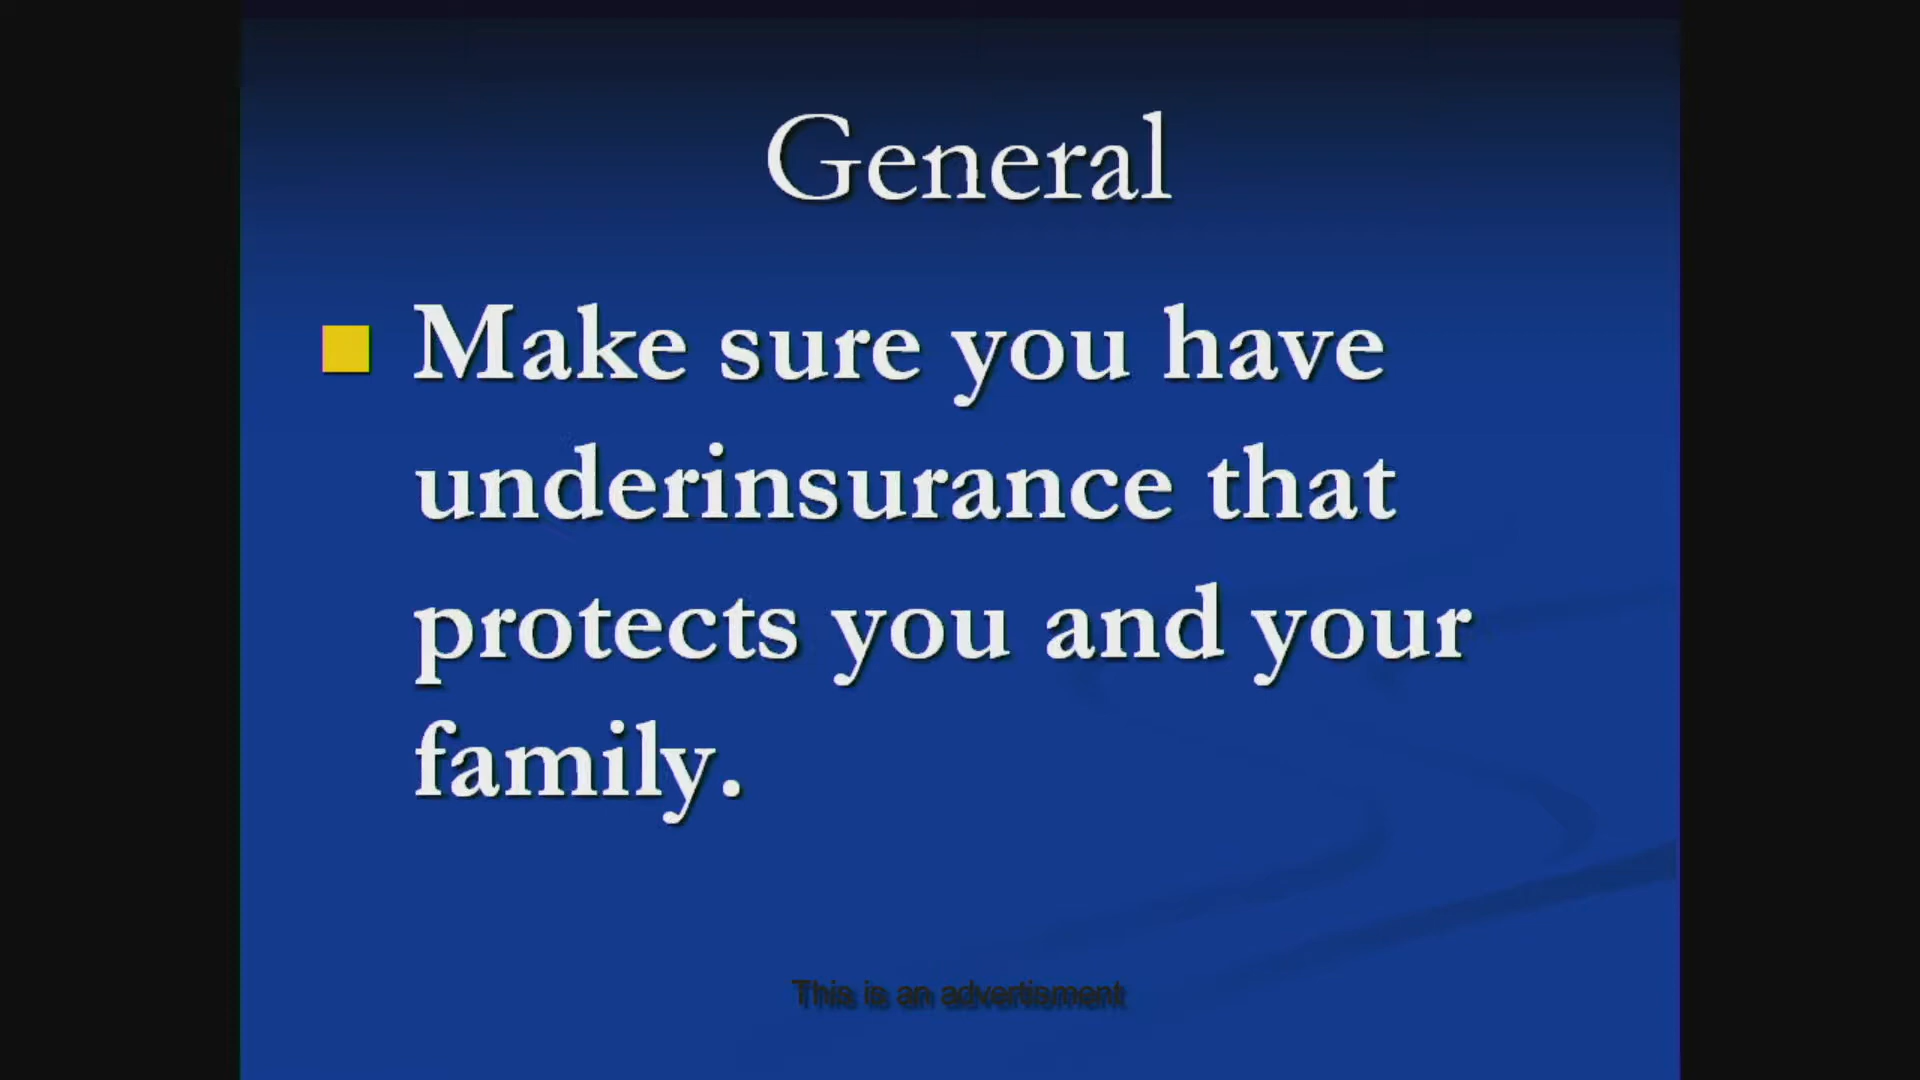 General
Make sure you have
underinsurance that
protects you and your
family.
This is an advertisment